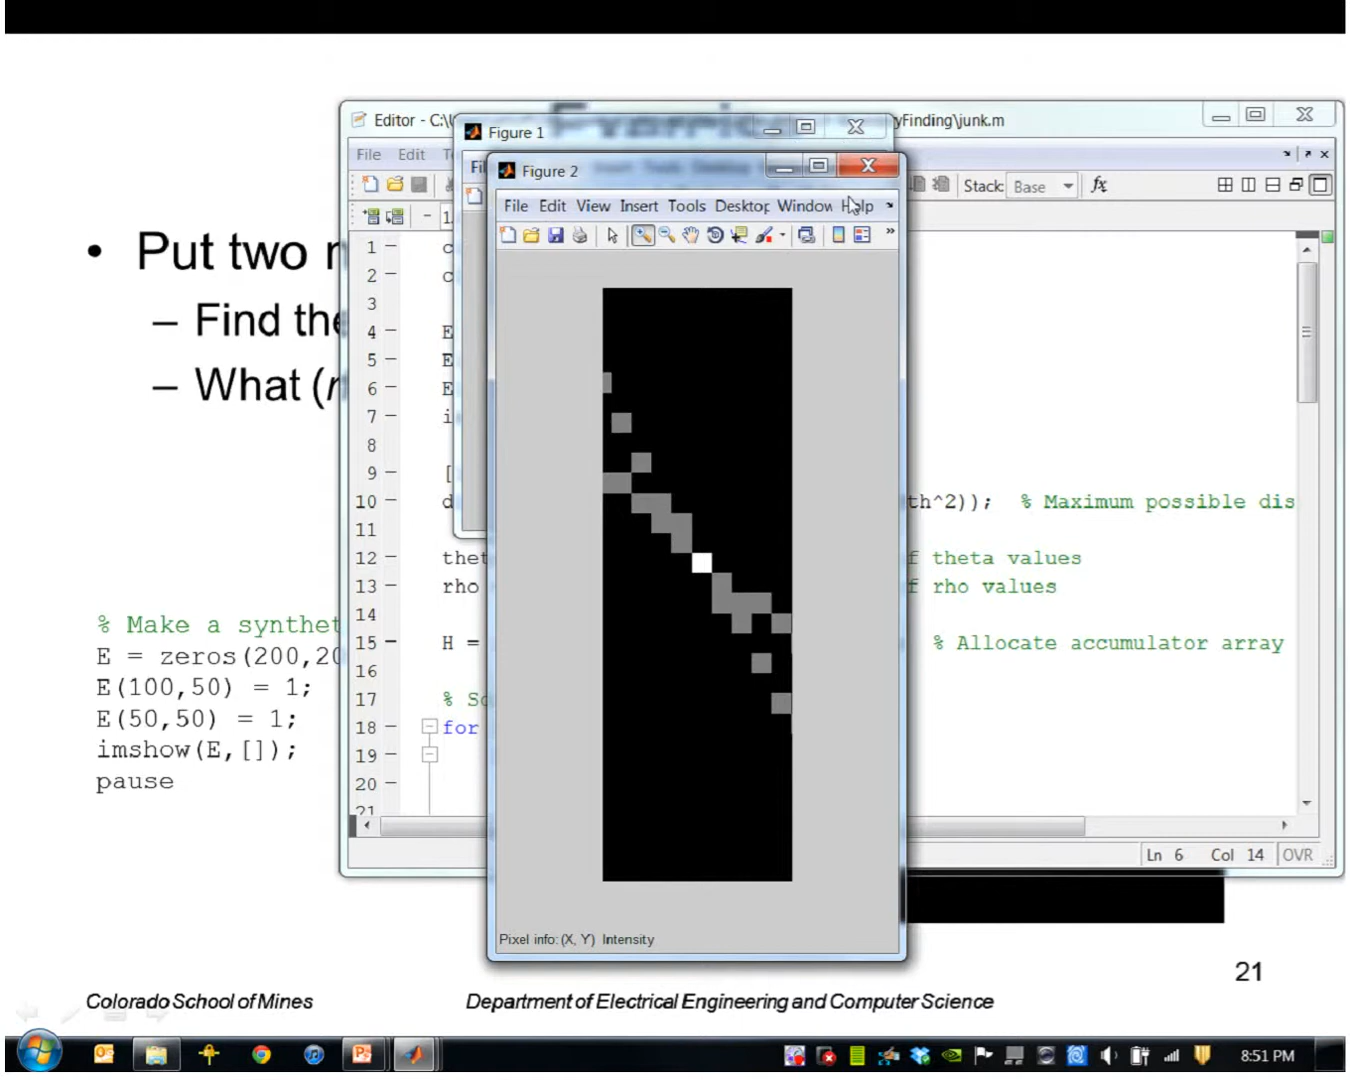 Editor - C:\
yFinding\junk.m
Figure 1
File Edit
Stack: Base
fx
Figure 2
File Edit View Insert Tools Desktop Window Help
• Put two
– Find the
– What (
1
2
3
4
5
6
7
8
9
10 th^2)); % Maximum possible dis
11
12 thet f theta values
13 rho f rho values
14
15 H = % Allocate accumulator array
16
17
18 for
19
20
21
% Make a synthet
E = zeros(200,20
E(100,50) = 1;
E(50,50) = 1;
imshow(E,[]);
pause
Ln 6 Col 14 OVR
Pixel info: (X, Y) Intensity
21
Colorado School of Mines
Department of Electrical Engineering and Computer Science
8:51 PM